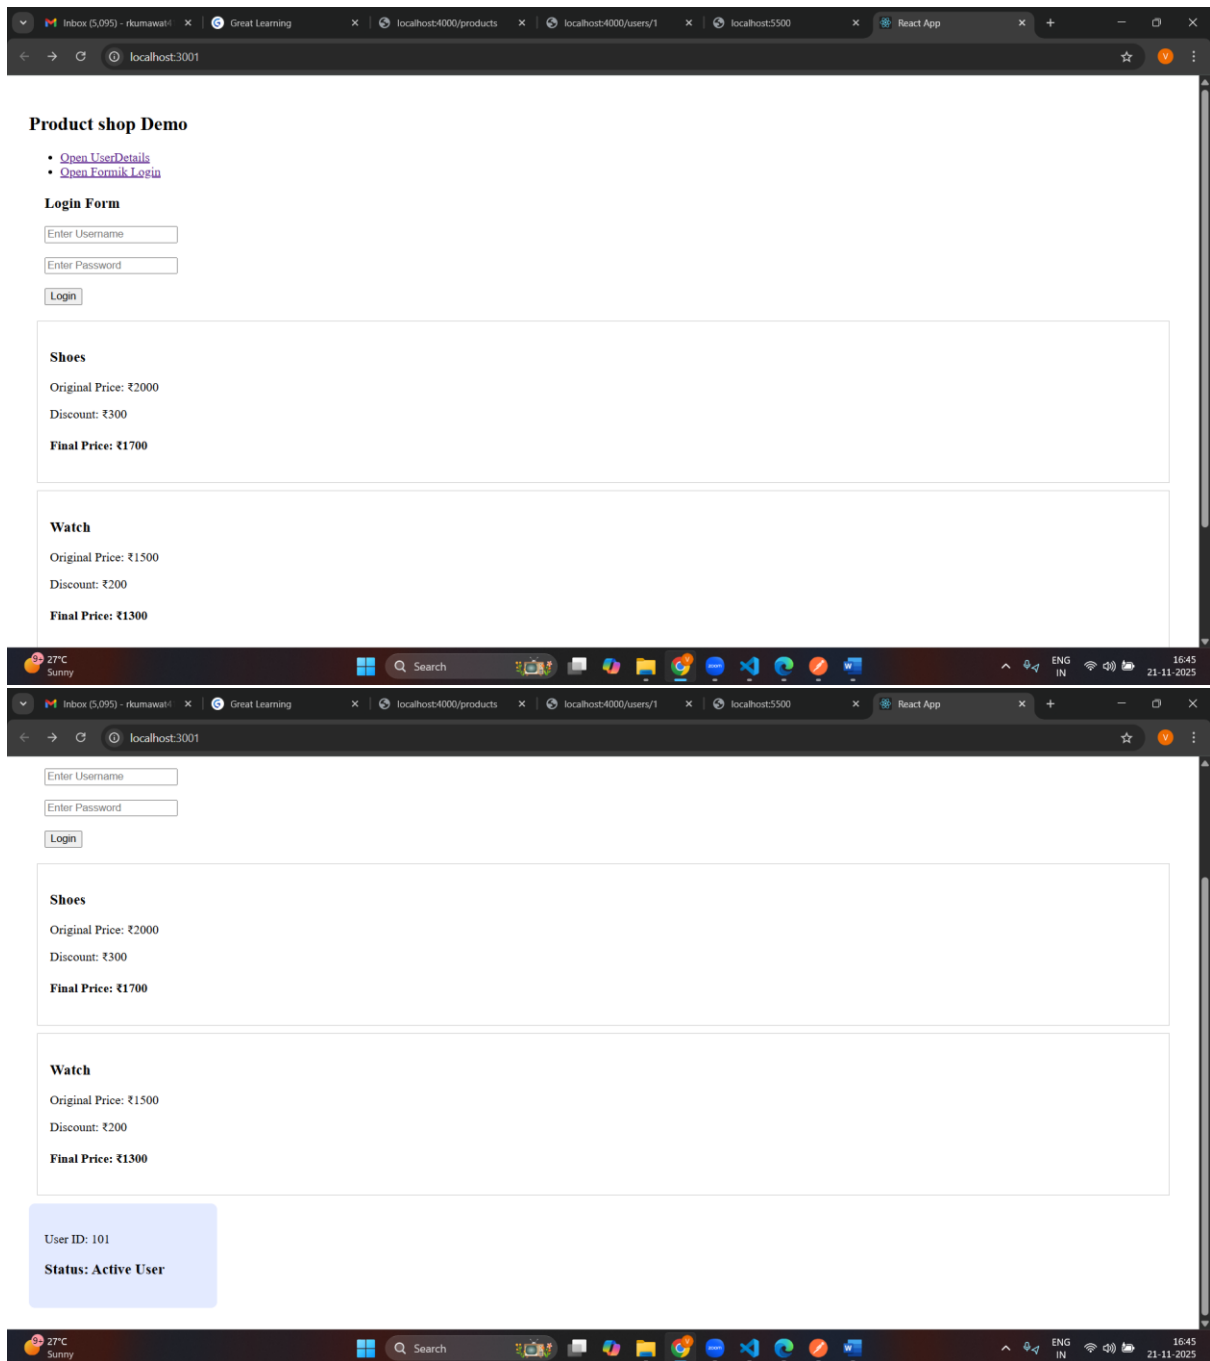 Inbox (5,095) - rkumawat4
Great Learning
localhost:4000/products
localhost:4000/users/1
localhost:5500
React App
localhost:3001
V
Product shop Demo
Open UserDetails
Open Formik Login
Login Form
Enter Username
Enter Password
Login
Shoes
Original Price: ₹2000
Discount: ₹300
Final Price: ₹1700
Watch
Original Price: ₹1500
Discount: ₹200
Final Price: ₹1300
9+
27°C
Sunny
Search
zoom
W
ENG
IN
16:45
21-11-2025
Inbox (5,095) - rkumawat4
Great Learning
localhost:4000/products
localhost:4000/users/1
localhost:5500
React App
localhost:3001
V
Enter Username
Enter Password
Login
Shoes
Original Price: ₹2000
Discount: ₹300
Final Price: ₹1700
Watch
Original Price: ₹1500
Discount: ₹200
Final Price: ₹1300
User ID: 101
Status: Active User
9+
27°C
Sunny
Search
zoom
W
ENG
IN
16:45
21-11-2025